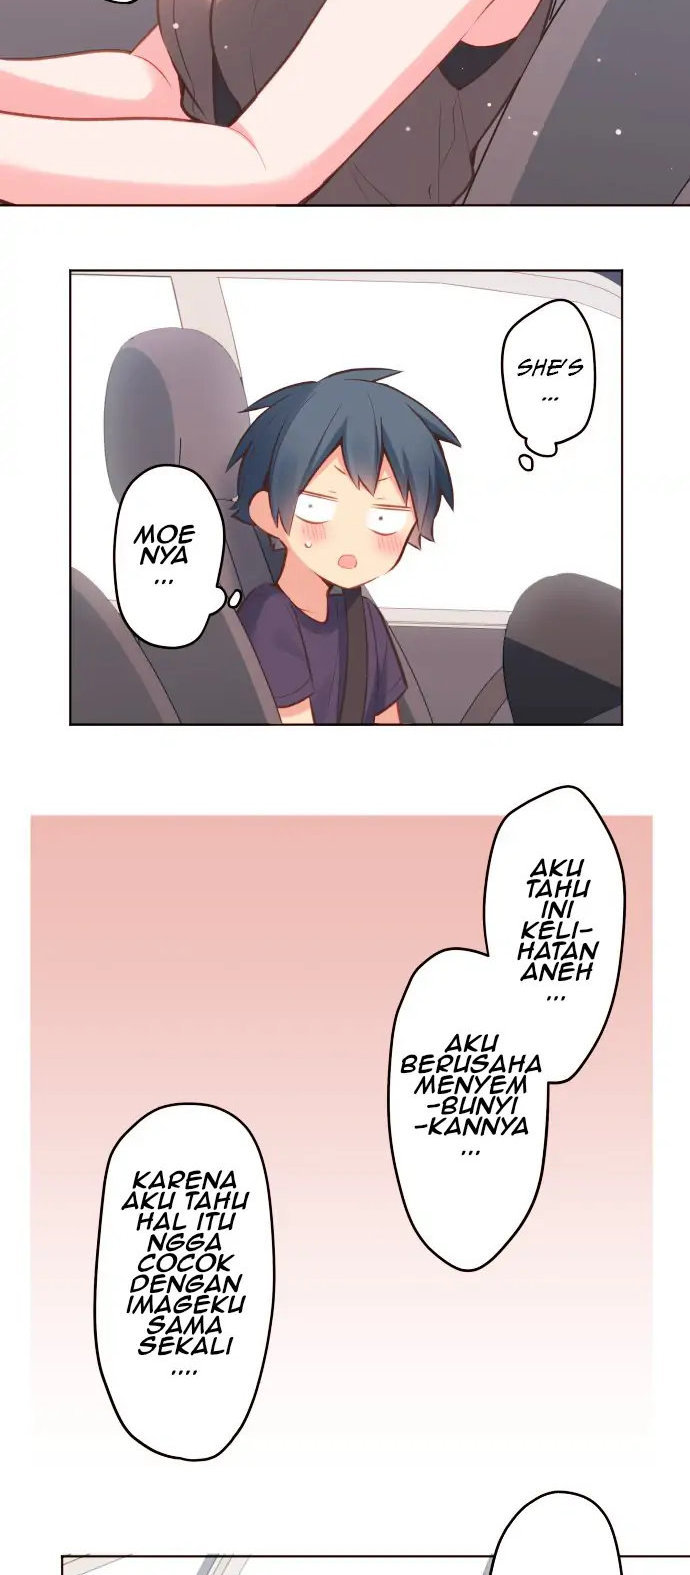 SHE'S
...
MOE
NYA
...
AKU
TAHU
INI
KELI-
HATAN
ANEH
...
AKU
BERUSAHA
MENYEM
-BUNYI
-KANNYA
...
KARENA
AKU TAHU
HAL ITU
NGGA
COCOK
DENGAN
IMAGEKU
SAMA
SEKALI
....